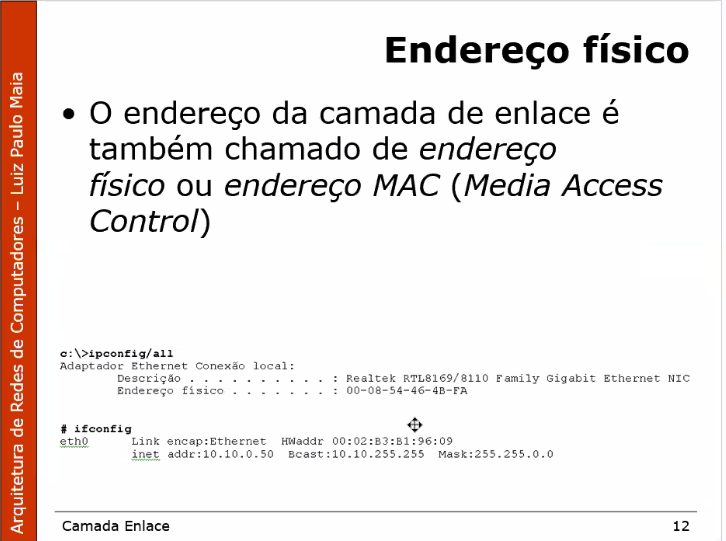 Endereço físico
• O endereço da camada de enlace é
também chamado de endereço
físico ou endereço MAC (Media Access
Control)
c:\>ipconfig/all
Adaptador Ethernet Conexão local:
Descrição . . . . . . . . . . . : Realtek RTL8169/8110 Family Gigabit Ethernet NIC
Endereço físico . . . . . . . : 00-08-54-46-4B-FA
# ifconfig
eth0 Link encap:Ethernet HWaddr 00:02:B3:B1:96:09
inet addr:10.10.0.50 Bcast:10.10.255.255 Mask:255.255.0.0
Camada Enlace 12
Arquitetura de Redes de Computadores – Luiz Paulo Maia